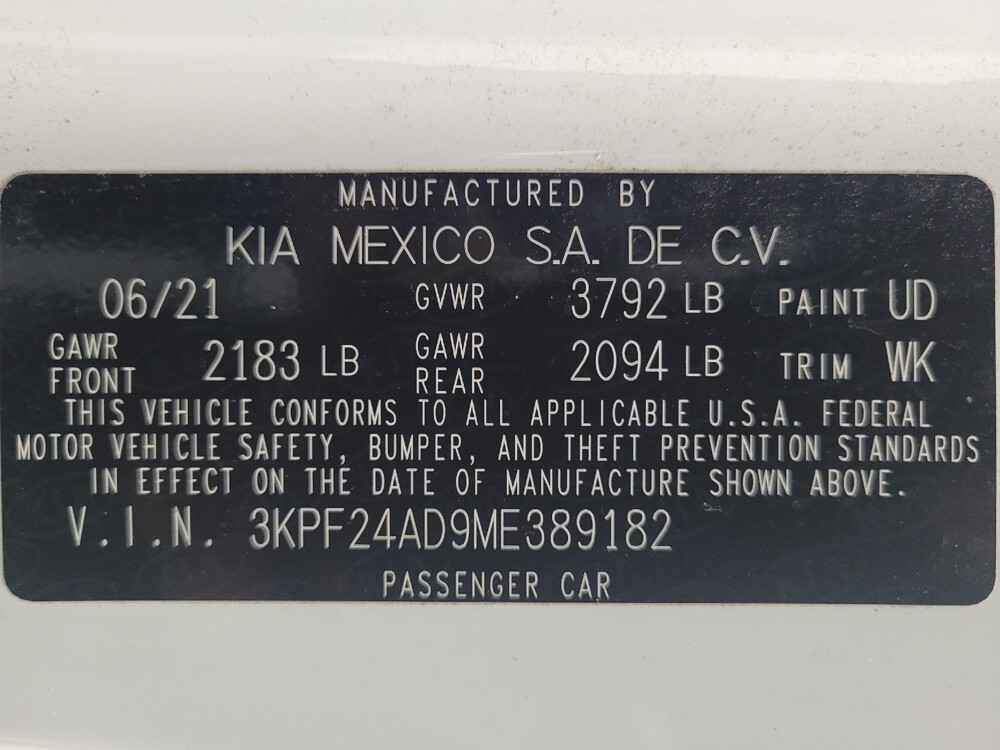 MANUFACTURED BY
KIA MEXICO S.A. DE C.V.
06/21 GVWR 3792 LB PAINT UD
GAWR FRONT 2183 LB GAWR REAR 2094 LB TRIM WK
THIS VEHICLE CONFORMS TO ALL APPLICABLE U.S.A. FEDERAL
MOTOR VEHICLE SAFETY, BUMPER, AND THEFT PREVENTION STANDARDS
IN EFFECT ON THE DATE OF MANUFACTURE SHOWN ABOVE.
V.I.N. 3KPF24AD9ME389182
PASSENGER CAR